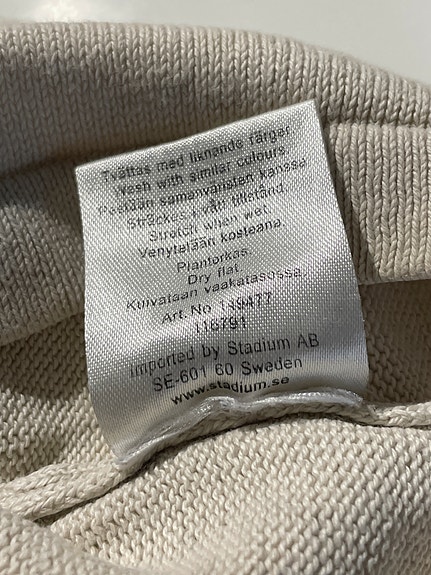 Tvättas med liknande färger.
Wash with similar colours.
Pestään samanväristen kanssa
Sträckes i vått tillstånd.
Stretch when wet.
Venytetään kosteana.
Plantorkas.
Dry flat.
Kuivataan vaakatasossa.
Art. No 149477
116791
Imported by Stadium AB
SE-601 60 Sweden
www.stadium.se